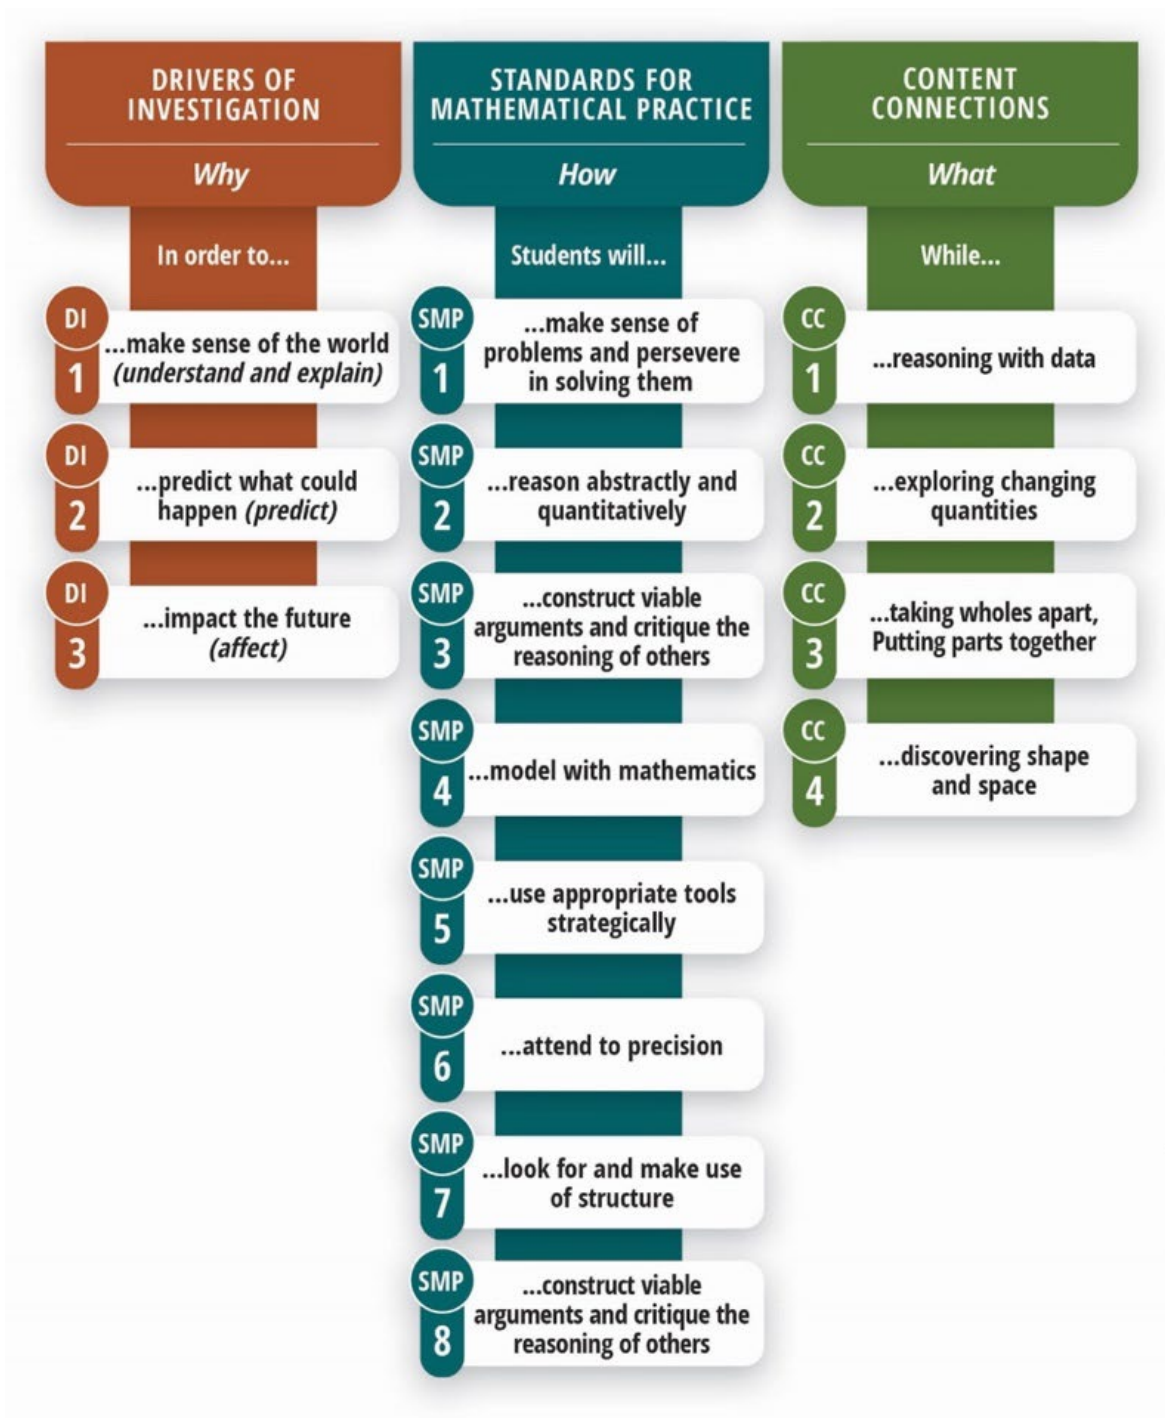 DRIVERS OF
INVESTIGATION
Why
In order to...
DI
1
...make sense of the world
(understand and explain)
DI
2
...predict what could
happen (predict)
DI
3
...impact the future
(affect)
STANDARDS FOR
MATHEMATICAL PRACTICE
How
Students will...
SMP
1
...make sense of
problems and persevere
in solving them
SMP
2
...reason abstractly and
quantitatively
SMP
3
...construct viable
arguments and critique the
reasoning of others
SMP
4
...model with mathematics
SMP
5
...use appropriate tools
strategically
SMP
6
...attend to precision
SMP
7
...look for and make use
of structure
SMP
8
...construct viable
arguments and critique the
reasoning of others
CONTENT
CONNECTIONS
What
While...
CC
1
...reasoning with data
CC
2
...exploring changing
quantities
CC
3
...taking wholes apart,
Putting parts together
CC
4
...discovering shape
and space